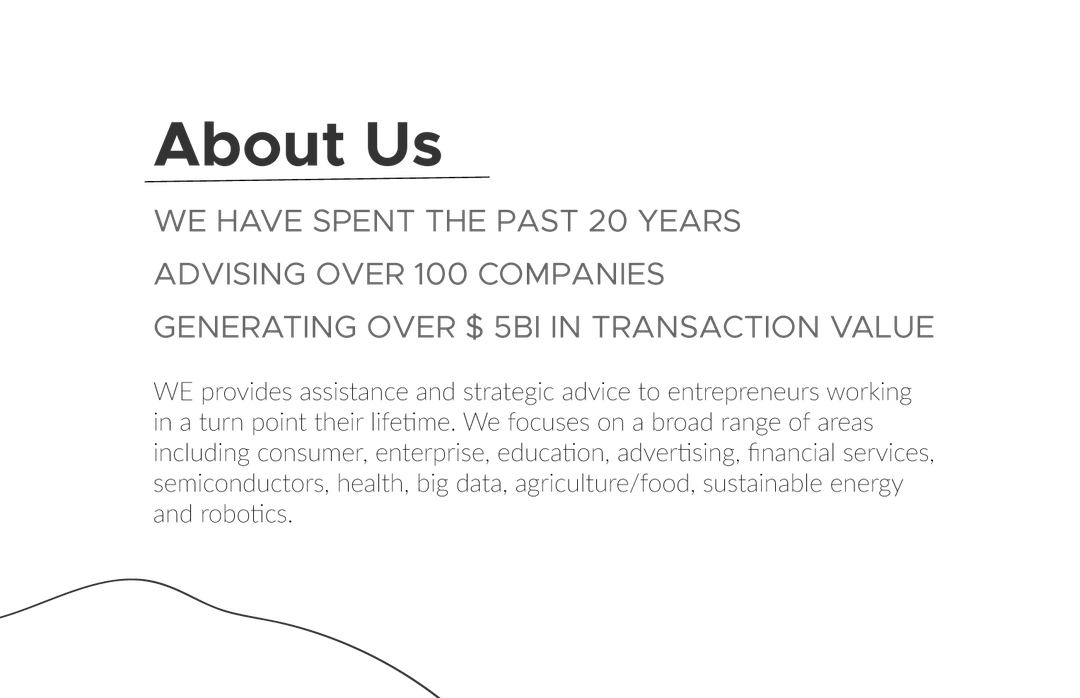 About Us
WE HAVE SPENT THE PAST 20 YEARS
ADVISING OVER 100 COMPANIES
GENERATING OVER $ 5BI IN TRANSACTION VALUE
WE provides assistance and strategic advice to entrepreneurs working
in a turn point their lifetime. We focuses on a broad range of areas
including consumer, enterprise, education, advertising, financial services,
semiconductors, health, big data, agriculture/food, sustainable energy
and robotics.